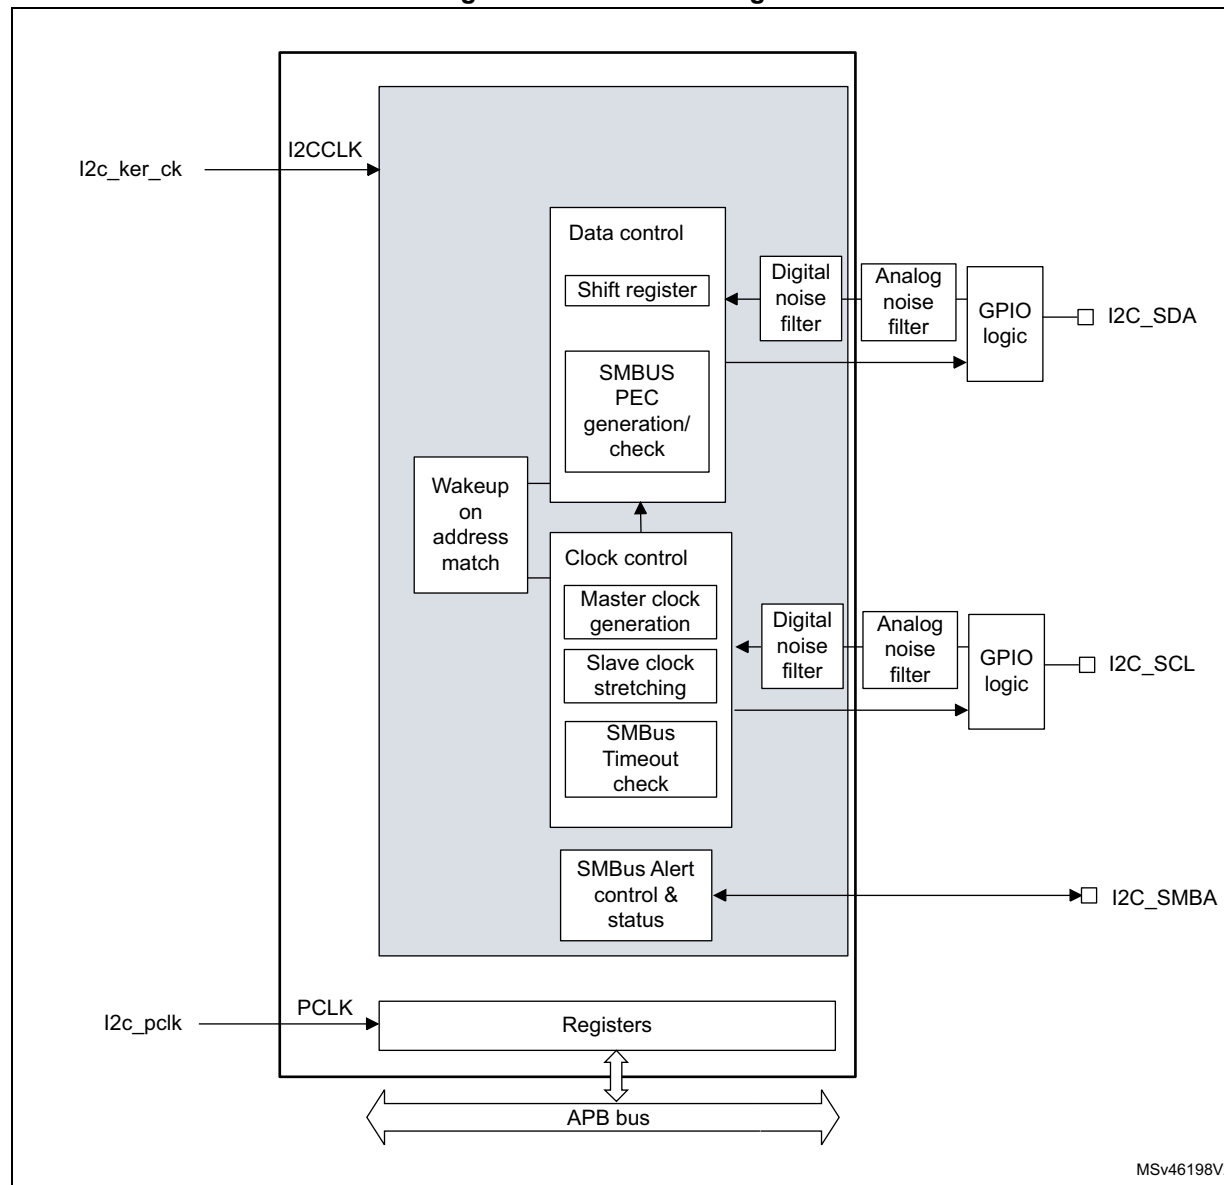 I2CCLK
I2c_ker_ck
Data control
Shift register
SMBUS
PEC
generation/
check
Digital
noise
filter
Analog
noise
filter
GPIO
logic
I2C_SDA
Wakeup
on
address
match
Clock control
Master clock
generation
Slave clock
stretching
SMBus
Timeout
check
Digital
noise
filter
Analog
noise
filter
GPIO
logic
I2C_SCL
SMBus Alert
control &
status
I2C_SMBA
PCLK
I2c_pclk
Registers
APB bus